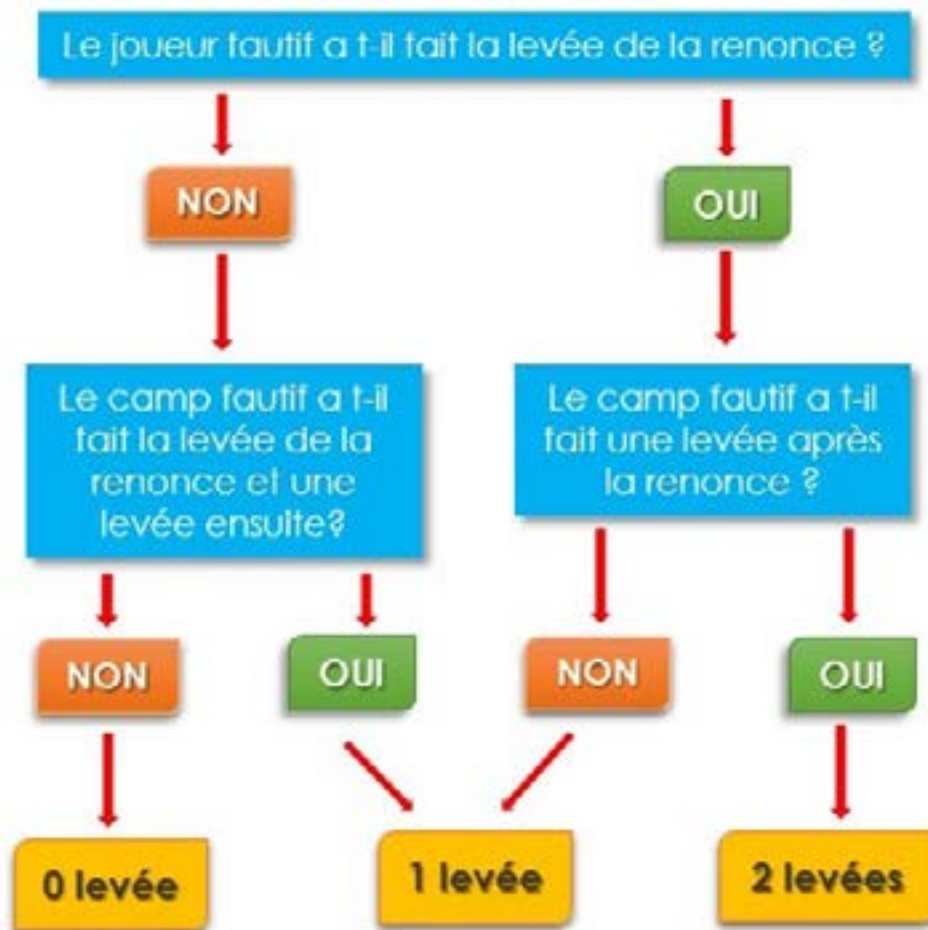 Le joueur fautif a t-il fait la levée de la renonce ?
NON
OUI
Le camp fautif a t-il
fait la levée de la
renonce et une
levée ensuite?
Le camp fautif a t-il
fait une levée après
la renonce ?
NON
OUI
NON
OUI
0 levée
1 levée
2 levées